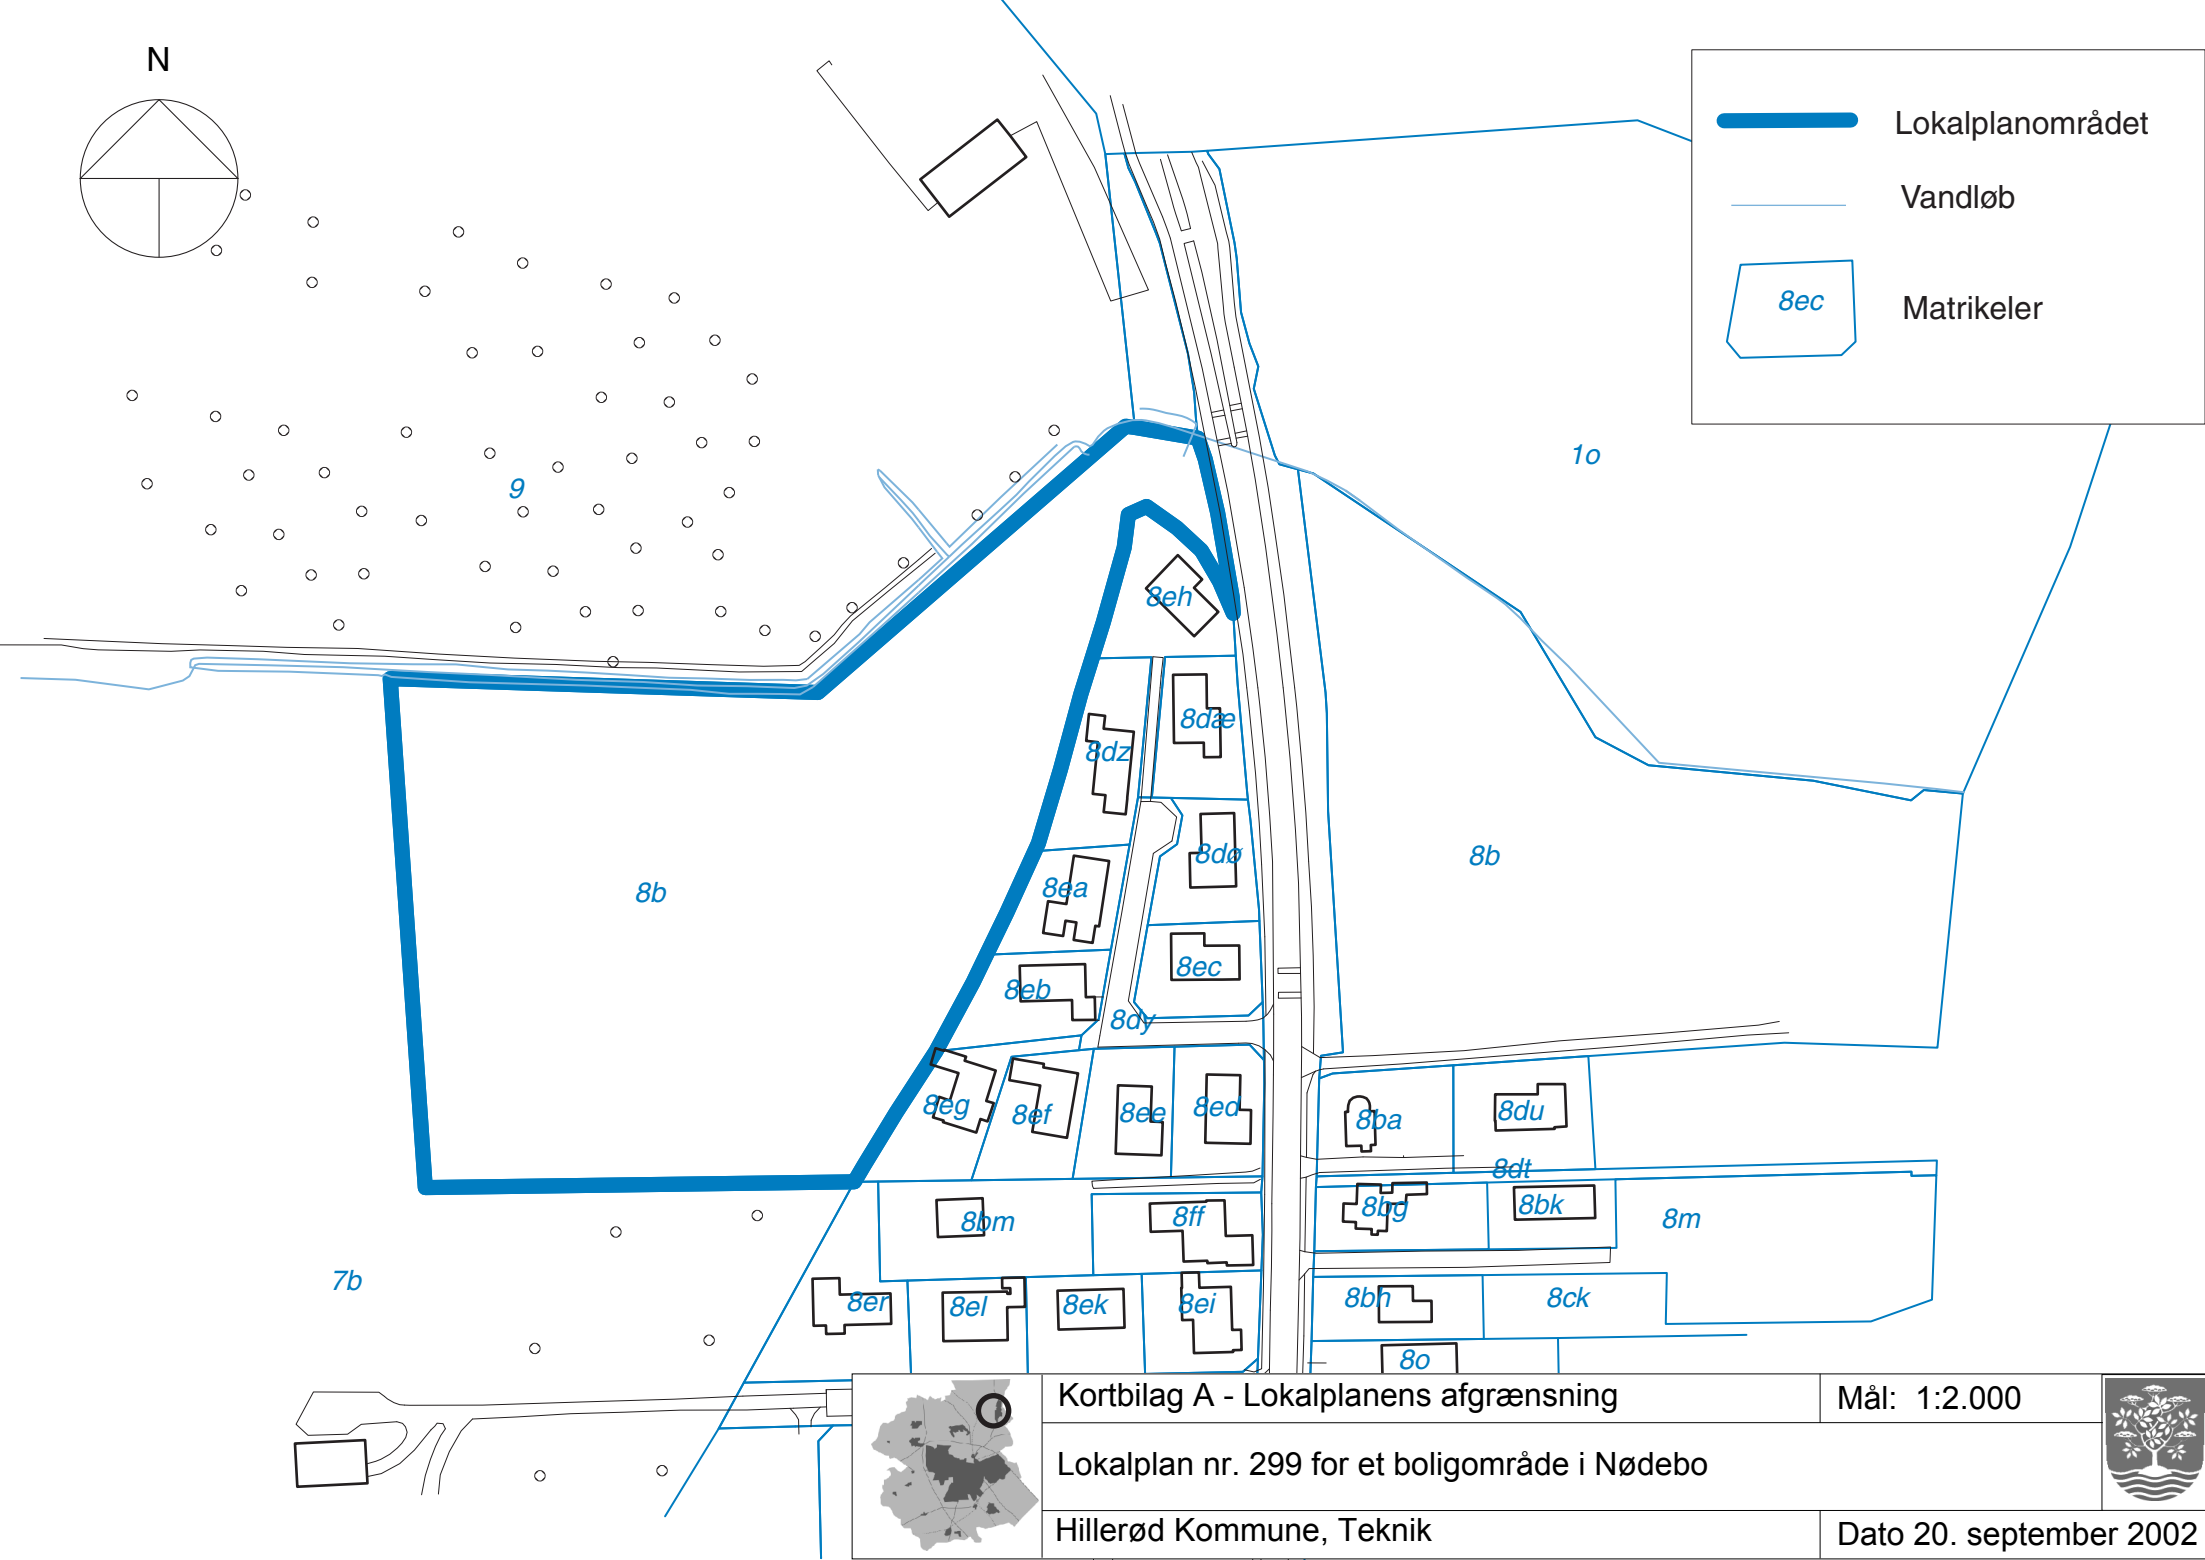 N
Lokalplanområdet
Vandløb
8ec
Matrikeler
1o
9
8eh
8dæ
8dz
8dø
8b
8b
8ea
8ec
8eb
8dy
8eg
8ef
8ee
8ed
8ba
8du
8dt
8bm
8ff
8bg
8bk
8m
7b
8er
8el
8ek
8ei
8bh
8ck
8o
Kortbilag A - Lokalplanens afgrænsning
Mål: 1:2.000
Lokalplan nr. 299 for et boligområde i Nødebo
Hillerød Kommune, Teknik
Dato 20. september 2002